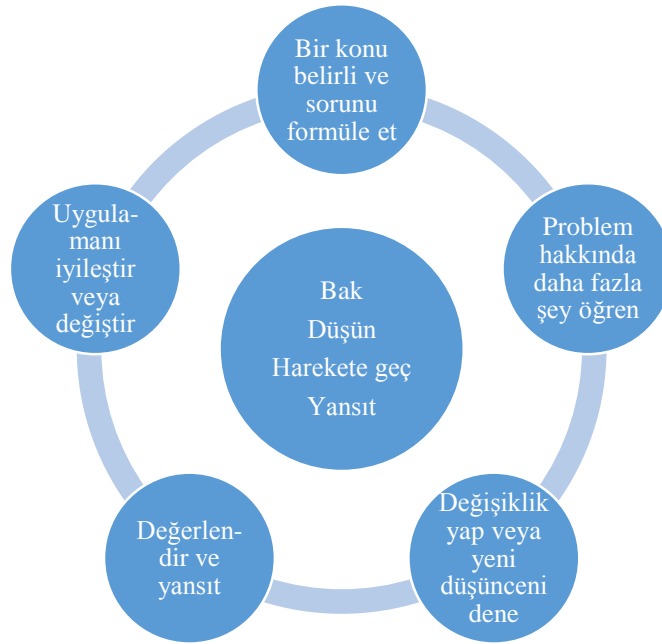 Bir konu
belirli ve
sorunu
formüle et
Problem
hakkında
daha fazla
şey öğren
Değişiklik
yap veya
yeni
düşünceni
dene
Değerlen-
dir ve
yansıt
Uygula-
manı
iyileştir
veya
değiştir
Bak
Düşün
Harekete geç
Yansıt